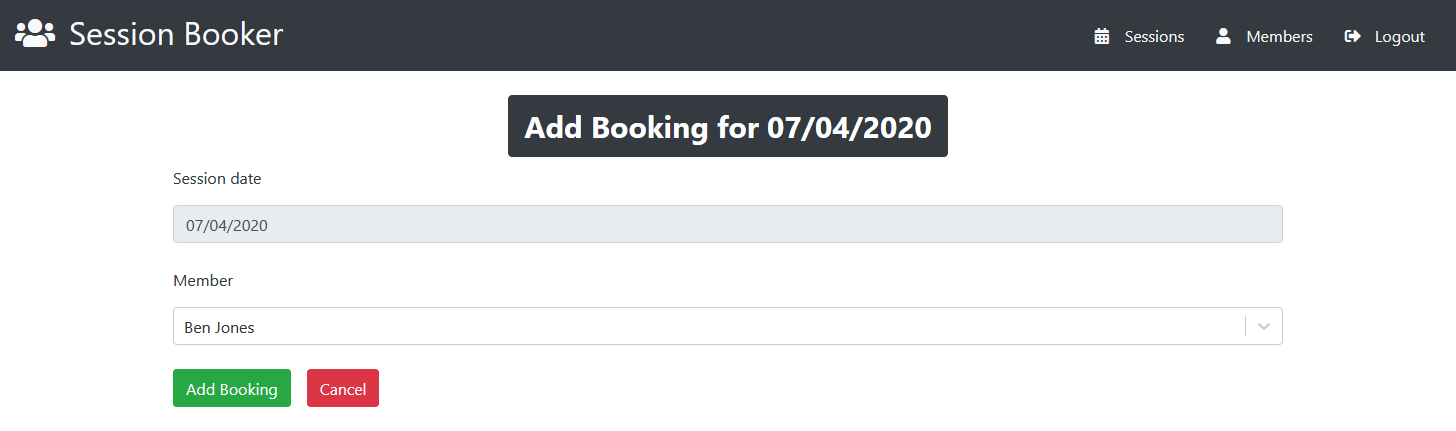 Session Booker
Sessions
Members
Logout
Add Booking for 07/04/2020
Session date
07/04/2020
Member
Ben Jones
Add Booking
Cancel